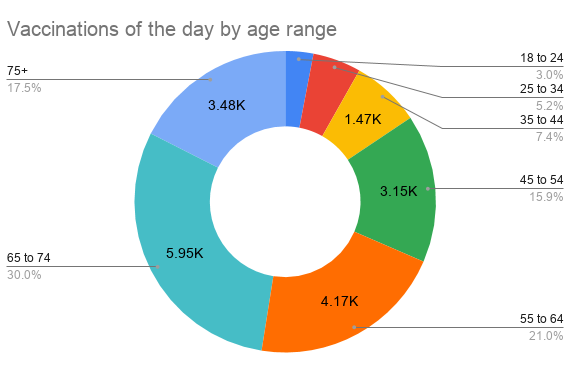 Vaccinations of the day by age range
18 to 24
3.0%
25 to 34
5.2%
35 to 44
7.4%
45 to 54
15.9%
55 to 64
21.0%
65 to 74
30.0%
75+
17.5%
1.47K
3.15K
4.17K
5.95K
3.48K